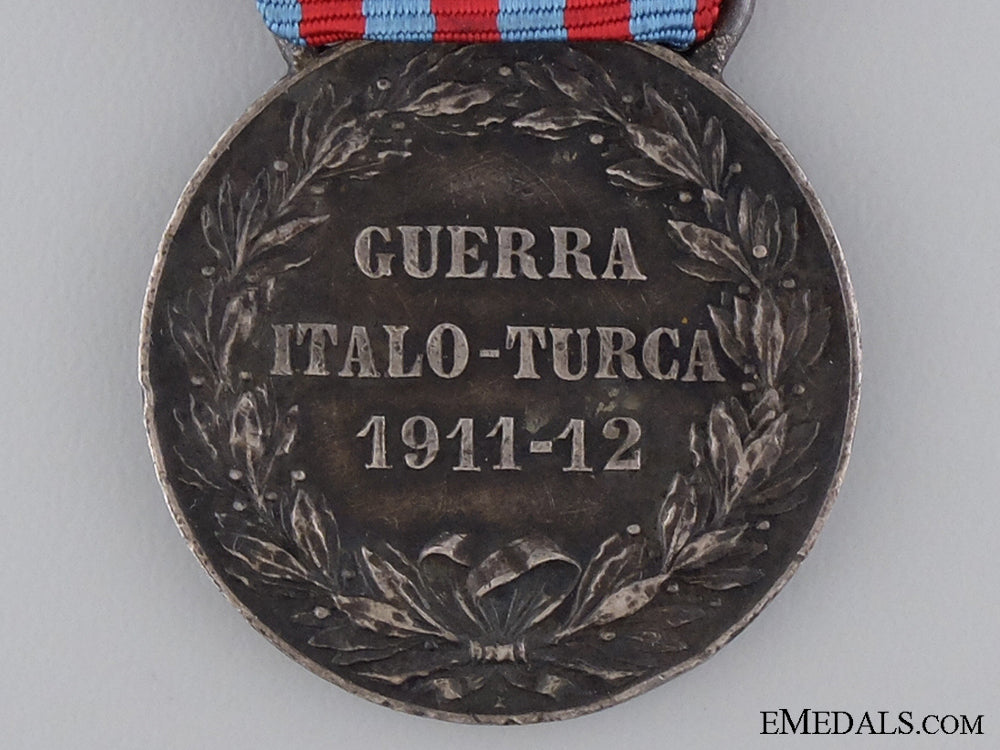 GUERRA
ITALO-TURCA
1911-12
EMEDALS.COM